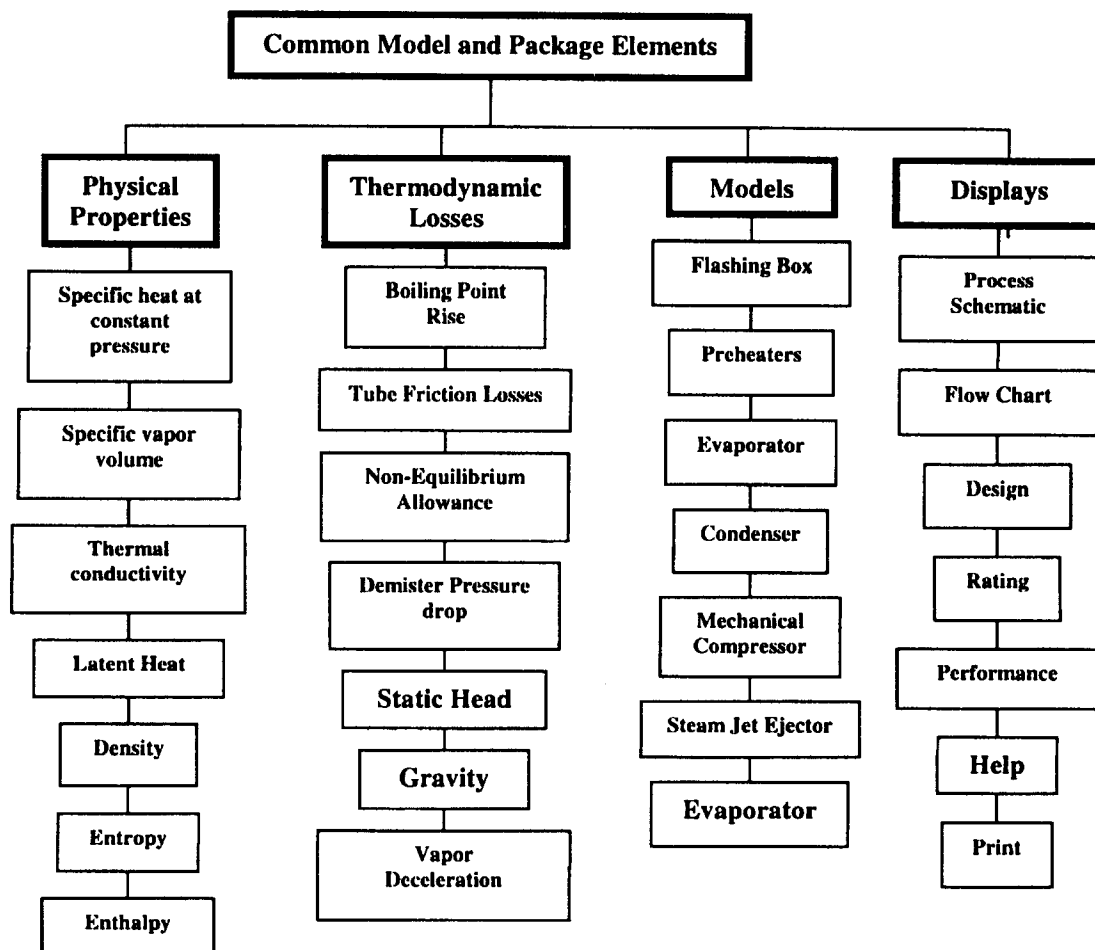 Common Model and Package Elements
Physical
Properties
Specific heat at
constant
pressure
Specific vapor
volume
Thermal
conductivity
Latent Heat
Density
Entropy
Enthalpy
Thermodynamic
Losses
Boiling Point
Rise
Tube Friction Losses
Non-Equilibrium
Allowance
Demister Pressure
drop
Static Head
Gravity
Vapor
Deceleration
Models
Flashing Box
Preheaters
Evaporator
Condenser
Mechanical
Compressor
Steam Jet Ejector
Evaporator
Displays
Process
Schematic
Flow Chart
Design
Rating
Performance
Help
Print